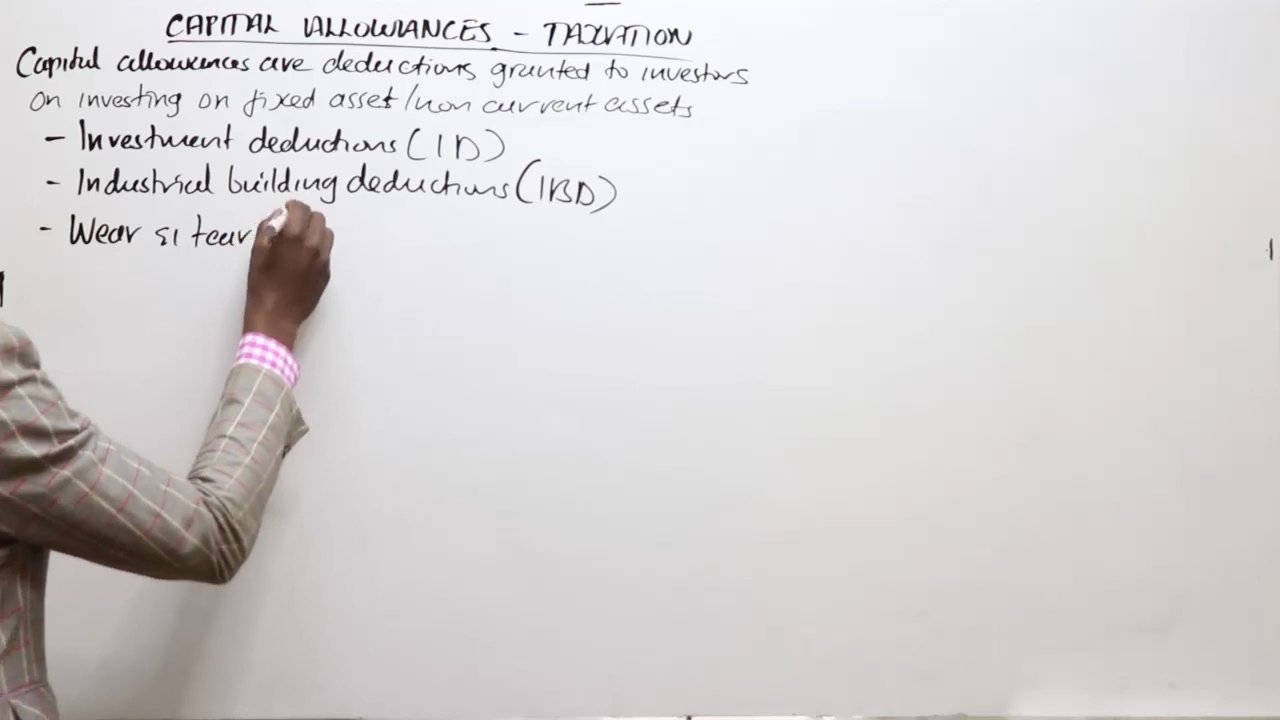 CAPITAL ALLOWANCES - TAXATION
Capital allowances are deductions granted to investors
On investing on fixed asset/non current assets
- Investment deductions (ID)
- Industrial building deductions (IBD)
- Wear & tear